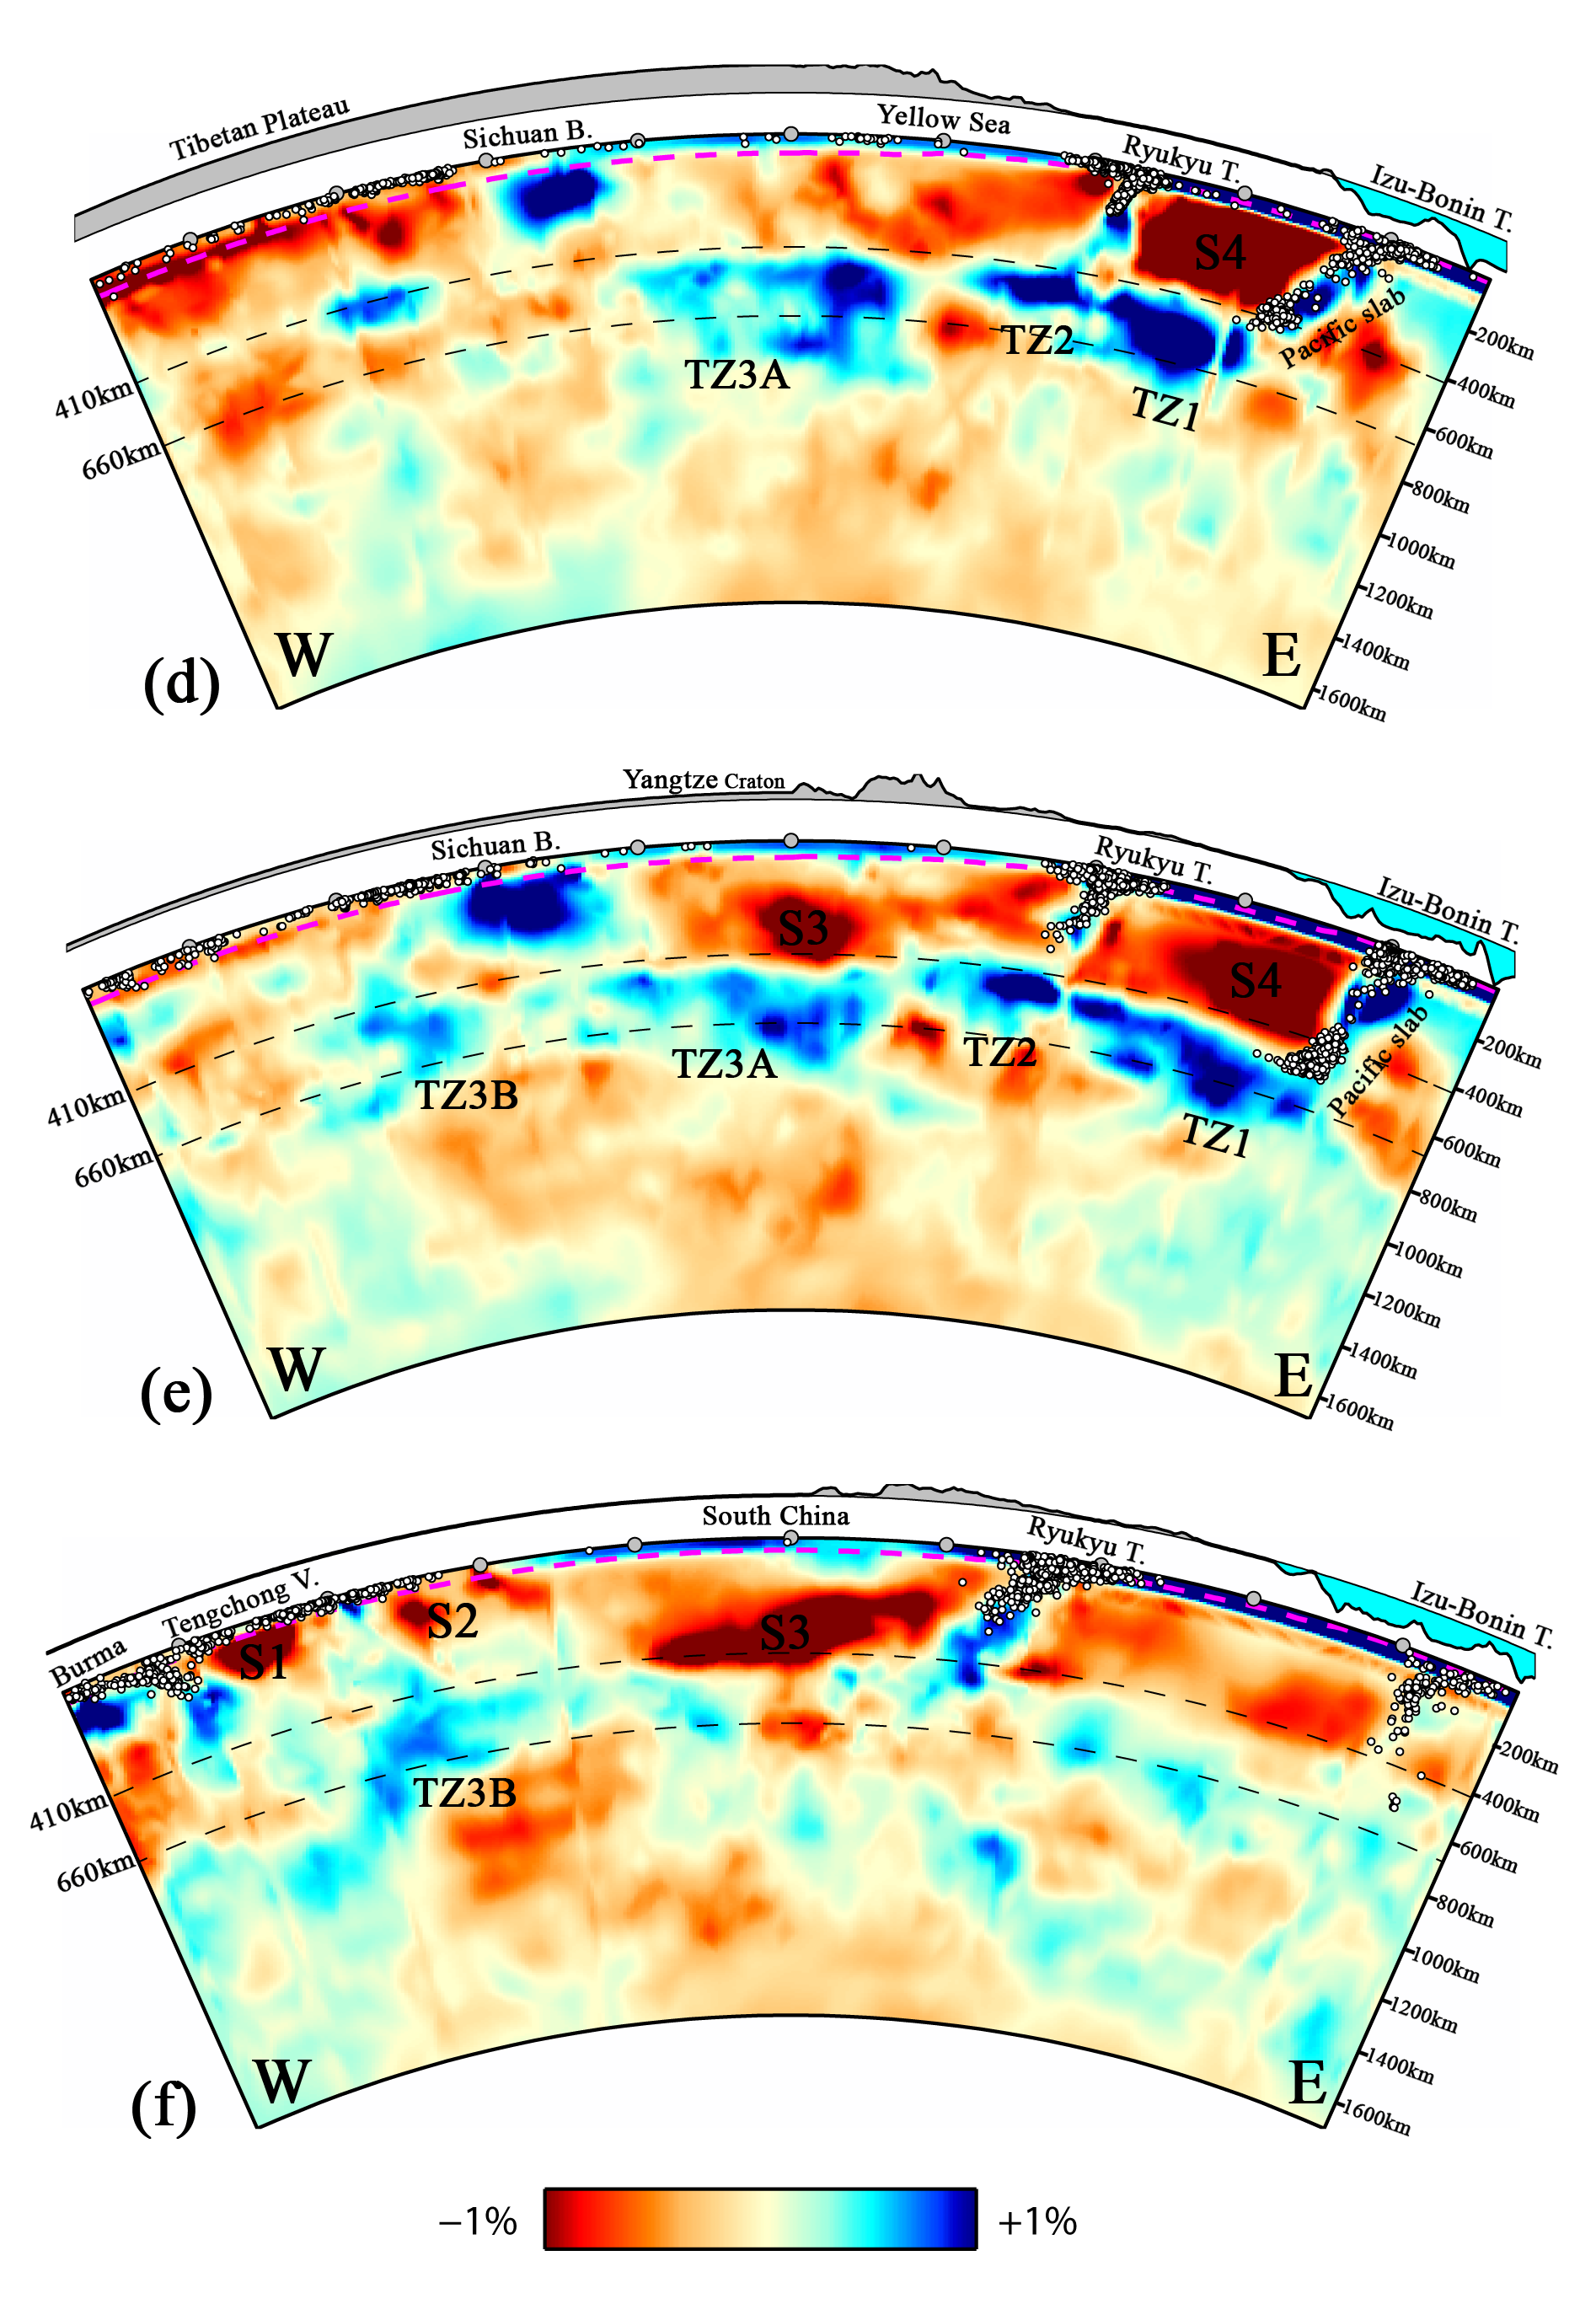 Tibetan Plateau
Sichuan B.
Yellow Sea
Ryukyu T.
Izu-Bonin T.
S4
Pacific slab
TZ2
TZ3A
TZ1
410km
660km
200km
400km
600km
800km
1000km
1200km
1400km
1600km
W
E
(d)
Yangtze Craton
Sichuan B.
Ryukyu T.
Izu-Bonin T.
S3
S4
Pacific slab
TZ2
TZ3A
TZ3B
TZ1
410km
660km
200km
400km
600km
800km
1000km
1200km
1400km
1600km
W
E
(e)
South China
Ryukyu T.
Tengchong V.
Burma
Izu-Bonin T.
S1
S2
S3
TZ3B
410km
660km
200km
400km
600km
800km
1000km
1200km
1400km
1600km
W
E
(f)
−1%
+1%